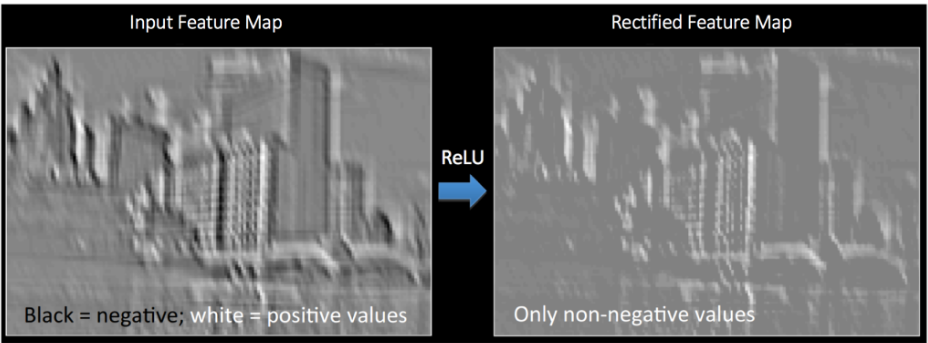 Input Feature Map
Rectified Feature Map
ReLU
Black = negative; white = positive values
Only non-negative values